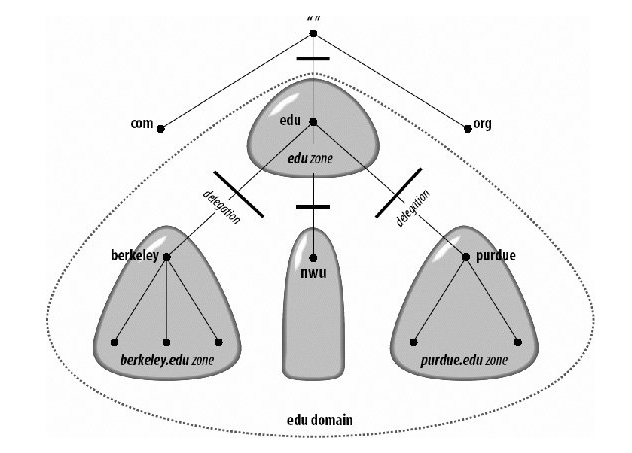 “”
com
org
edu
edu zone
delegation
delegation
berkeley
nwu
purdue
berkeley.edu zone
purdue.edu zone
edu domain